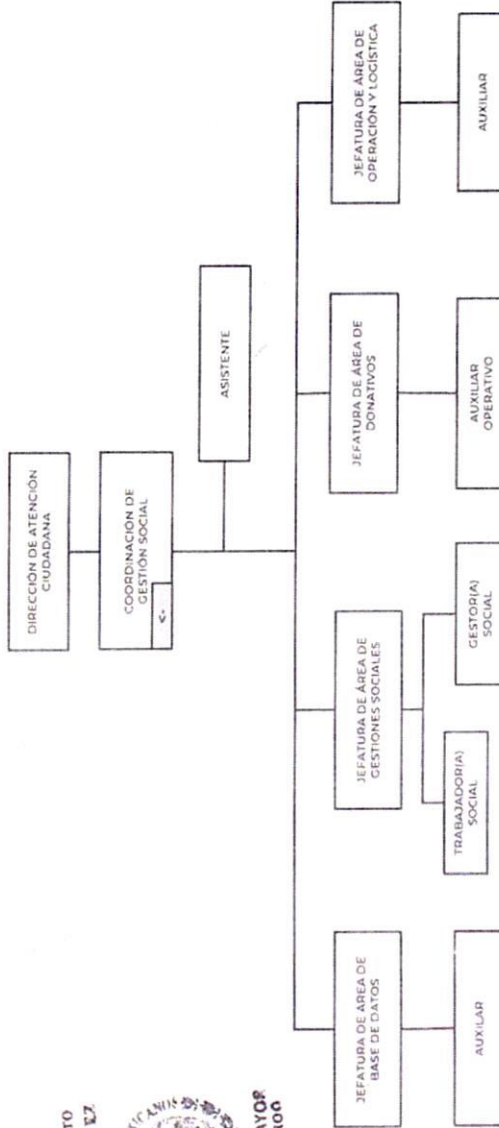 DIRECCIÓN DE ATENCIÓN
CIUDADANA
COORDINACIÓN DE
GESTIÓN SOCIAL
<-
ASISTENTE
JEFATURA DE ÁREA DE
BASE DE DATOS
JEFATURA DE ÁREA DE
GESTIONES SOCIALES
JEFATURA DE ÁREA DE
DONATIVOS
JEFATURA DE ÁREA DE
OPERACIÓN Y LOGÍSTICA
AUXILAR
TRABAJADOR(A)
SOCIAL
GESTOR(A)
SOCIAL
AUXILIAR
OPERATIVO
AUXILIAR